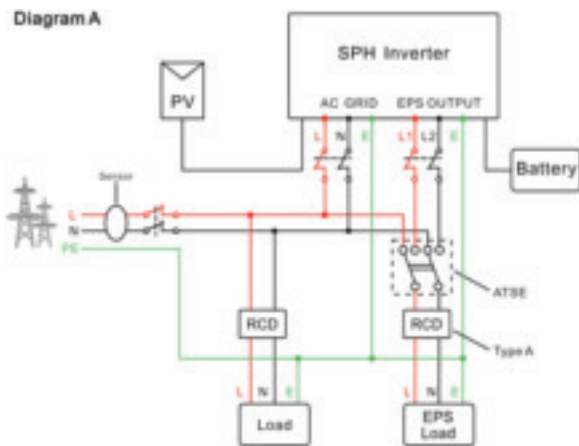 Diagram A
SPH Inverter
PV
AC GRID EPS OUTPUT
L N E L1 L2 E
Battery
Sensor
L
N
PE
ATSE
RCD RCD
Type A
L N E L N E
Load EPS
Load